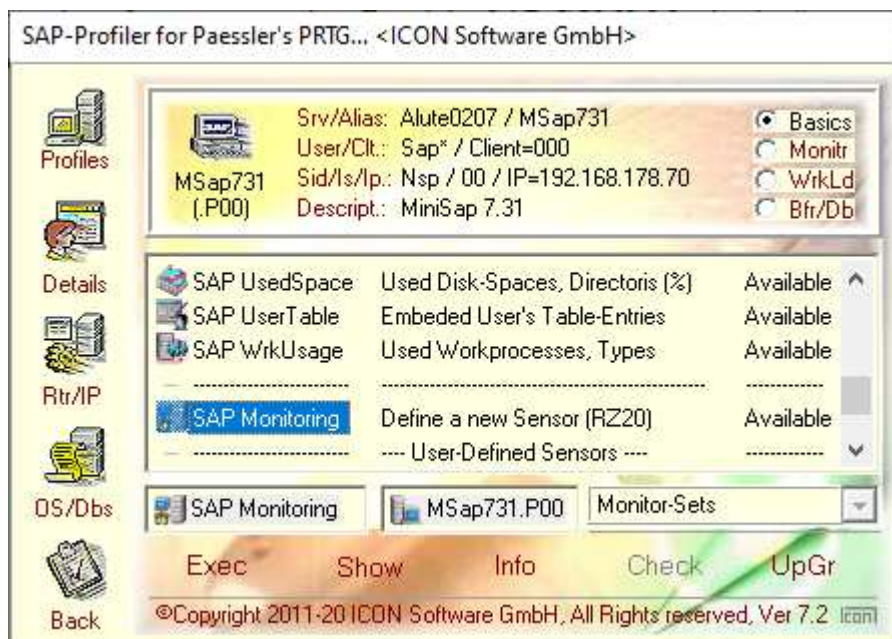 SAP-Profiler for Paessler's PRTG... <ICON Software GmbH>
Profiles
Details
Rtr/IP
OS/Dbs
Back
MSap731
(.P00)
Srv/Alias: Alute0207 / MSap731
User/Clt.: Sap* / Client=000
Sid/Is/Ip.: Nsp / 00 / IP=192.168.178.70
Descript.: MiniSap 7.31
Basics
Monitr
WrkLd
Bfr/Db
SAP UsedSpace Used Disk-Spaces, Directoris (%) Available
SAP UserTable Embeded User's Table-Entries Available
SAP WrkUsage Used Workprocesses, Types Available
SAP Monitoring Define a new Sensor (RZ20) Available
---- User-Defined Sensors ----
SAP Monitoring MSap731.P00 Monitor-Sets
Exec Show Info Check UpGr
©Copyright 2011-20 ICON Software GmbH, All Rights reserved, Ver 7.2 Icon